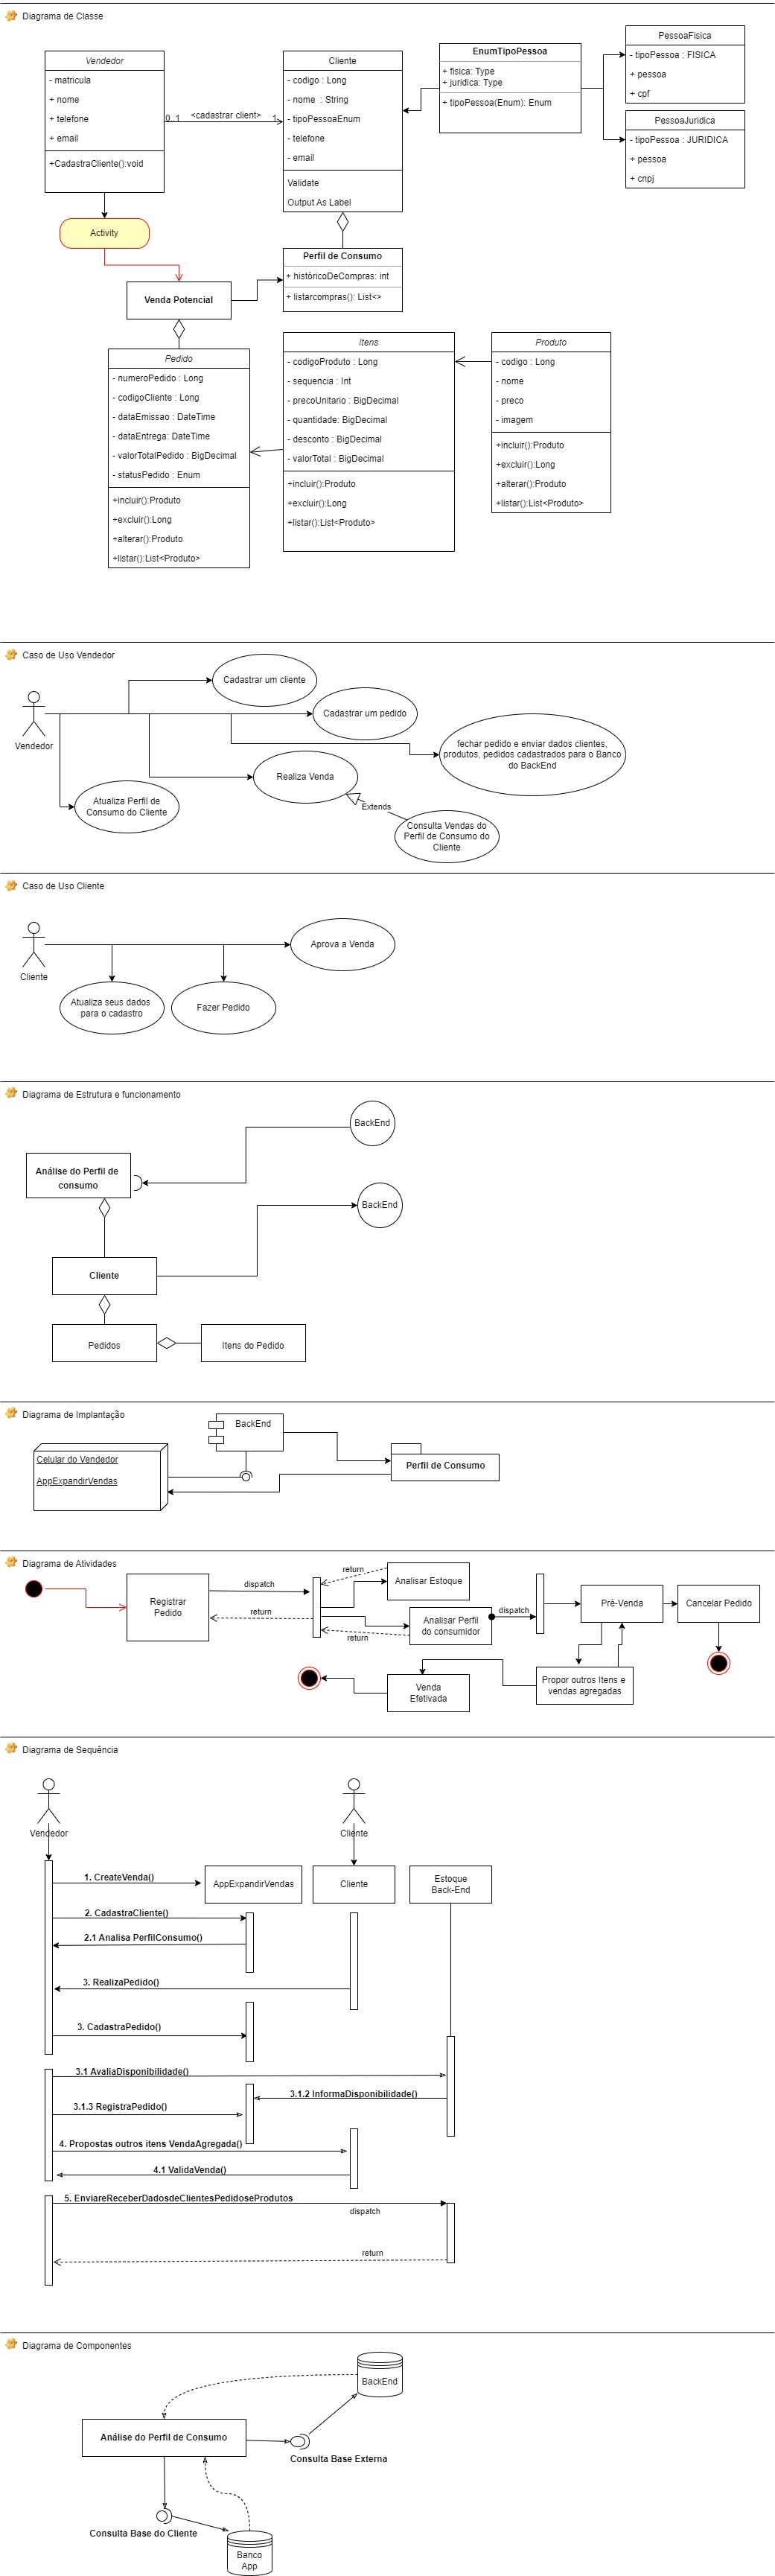 Diagrama de Classe
Vendedor
- matricula
+ nome
+ telefone
+ email
+CadastraCliente():void
0..1
<cadastrar client>
1
Cliente
- codigo : Long
- nome : String
- tipoPessoaEnum
- telefone
- email
Validate
Output As Label
EnumTipoPessoa
+ fisica: Type
+ juridica: Type
+ tipoPessoa(Enum): Enum
PessoaFisica
- tipoPessoa : FISICA
+ pessoa
+ cpf
PessoaJuridica
- tipoPessoa : JURIDICA
+ pessoa
+ cnpj
Activity
Venda Potencial
Perfil de Consumo
+ históricoDeCompras: int
+ listarcompras(): List<>
Pedido
- numeroPedido : Long
- codigoCliente : Long
- dataEmissao : DateTime
- dataEntrega: DateTime
- valorTotalPedido : BigDecimal
- statusPedido : Enum
+incluir():Produto
+excluir():Long
+alterar():Produto
+listar():List<Produto>
Itens
- codigoProduto : Long
- sequencia : Int
- precoUnitario : BigDecimal
- quantidade: BigDecimal
- desconto : BigDecimal
- valorTotal : BigDecimal
+incluir():Produto
+excluir():Long
+listar():List<Produto>
Produto
- codigo : Long
- nome
- preco
- imagem
+incluir():Produto
+excluir():Long
+alterar():Produto
+listar():List<Produto>
Caso de Uso Vendedor
Vendedor
Cadastrar um cliente
Cadastrar um pedido
fechar pedido e enviar dados clientes,
produtos, pedidos cadastrados para o Banco
do BackEnd
Realiza Venda
Atualiza Perfil de
Consumo do Cliente
Extends
Consulta Vendas do
Perfil de Consumo do
Cliente
Caso de Uso Cliente
Cliente
Aprova a Venda
Atualiza seus dados
para o cadastro
Fazer Pedido
Diagrama de Estrutura e funcionamento
BackEnd
Análise do Perfil de
consumo
BackEnd
Cliente
Pedidos
Itens do Pedido
Diagrama de Implantação
BackEnd
Celular do Vendedor
AppExpandirVendas
Perfil de Consumo
Diagrama de Atividades
Registrar
Pedido
dispatch
return
return
Analisar Estoque
Analisar Perfil
do consumidor
return
dispatch
Pré-Venda
Cancelar Pedido
Propor outros Itens e
vendas agregadas
Venda
Efetivada
Diagrama de Sequência
Vendedor
Cliente
1. CreateVenda()
AppExpandirVendas
Cliente
Estoque
Back-End
2. CadastraCliente()
2.1 Analisa PerfilConsumo()
3. RealizaPedido()
3. CadastraPedido()
3.1 AvaliaDisponibilidade()
3.1.2 InformaDisponibilidade()
3.1.3 RegistraPedido()
4. Propostas outros itens VendaAgregada()
4.1 ValidaVenda()
5. EnviareReceberDadosdeClientesPedidoseProdutos
dispatch
return
Diagrama de Componentes
BackEnd
Análise do Perfil de Consumo
Consulta Base Externa
Consulta Base do Cliente
Banco
App